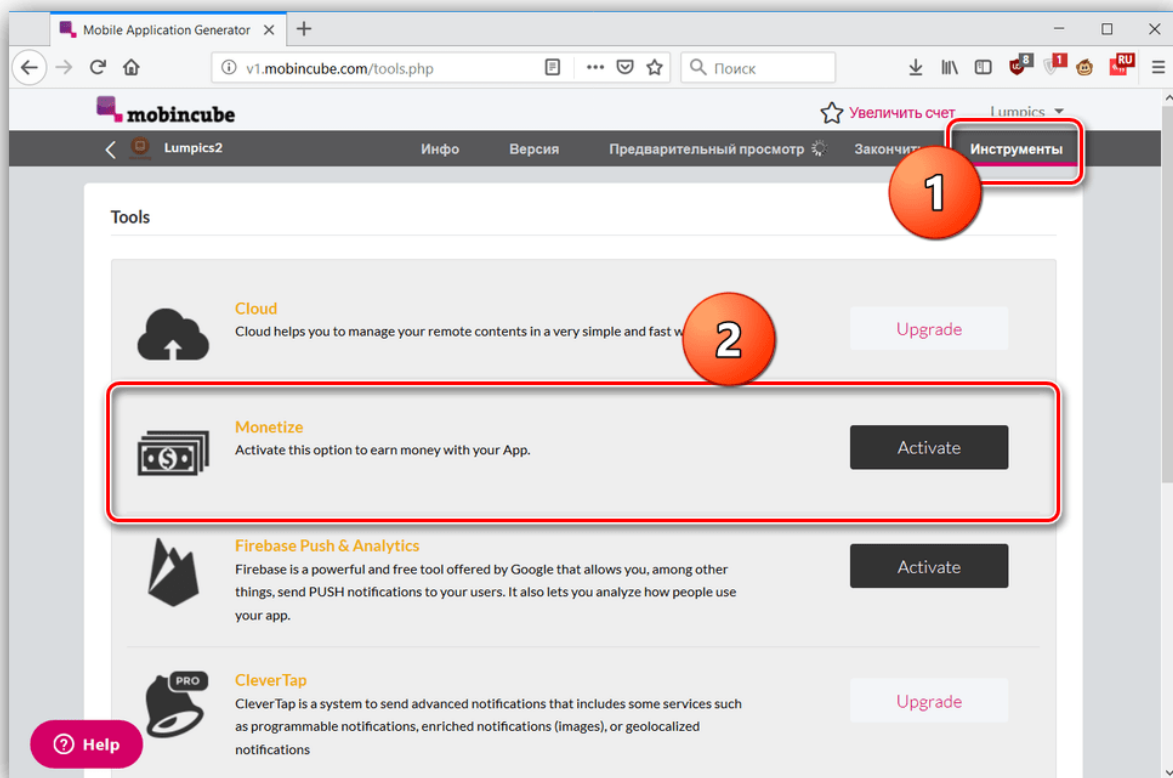 Mobile Application Generator
v1.mobincube.com/tools.php
Поиск
8
1
RU
mobincube
Увеличить счет
Lumpics
Lumpics2
Инфо
Версия
Предварительный просмотр
Инструменты
1
Tools
Cloud
Cloud helps you to manage your remote contents in a very simple and fast
Upgrade
2
Monetize
Activate this option to earn money with your App.
Activate
Firebase Push & Analytics
Firebase is a powerful and free tool offered by Google that allows you, among other
things, send PUSH notifications to your users. It also lets you analyze how people use
your app.
Activate
PRO
CleverTap
CleverTap is a system to send advanced notifications that includes some services such
as programmable notifications, enriched notifications (images), or geolocalized
notifications
Upgrade
Help